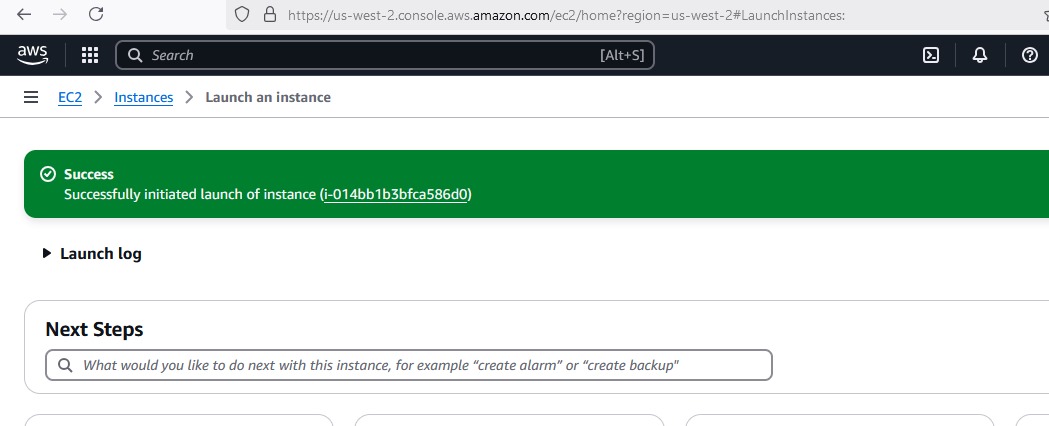 https://us-west-2.console.aws.amazon.com/ec2/home?region=us-west-2#LaunchInstances:
aws Search [Alt+S]
EC2 > Instances > Launch an instance
Success
Successfully initiated launch of instance (i-014bb1b3bfca586d0)
Launch log
Next Steps
What would you like to do next with this instance, for example “create alarm” or “create backup”